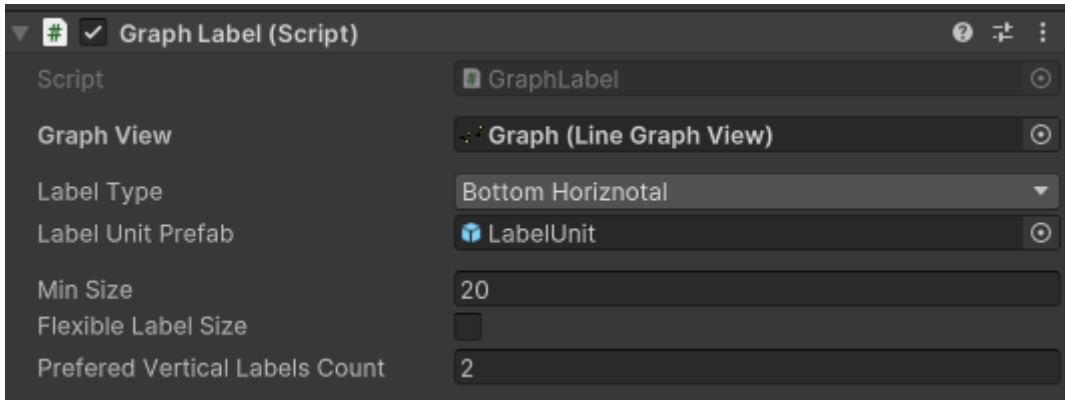 Graph Label (Script)
Script GraphLabel
Graph View Graph (Line Graph View)
Label Type Bottom Horiznotal
Label Unit Prefab LabelUnit
Min Size 20
Flexible Label Size
Prefered Vertical Labels Count 2